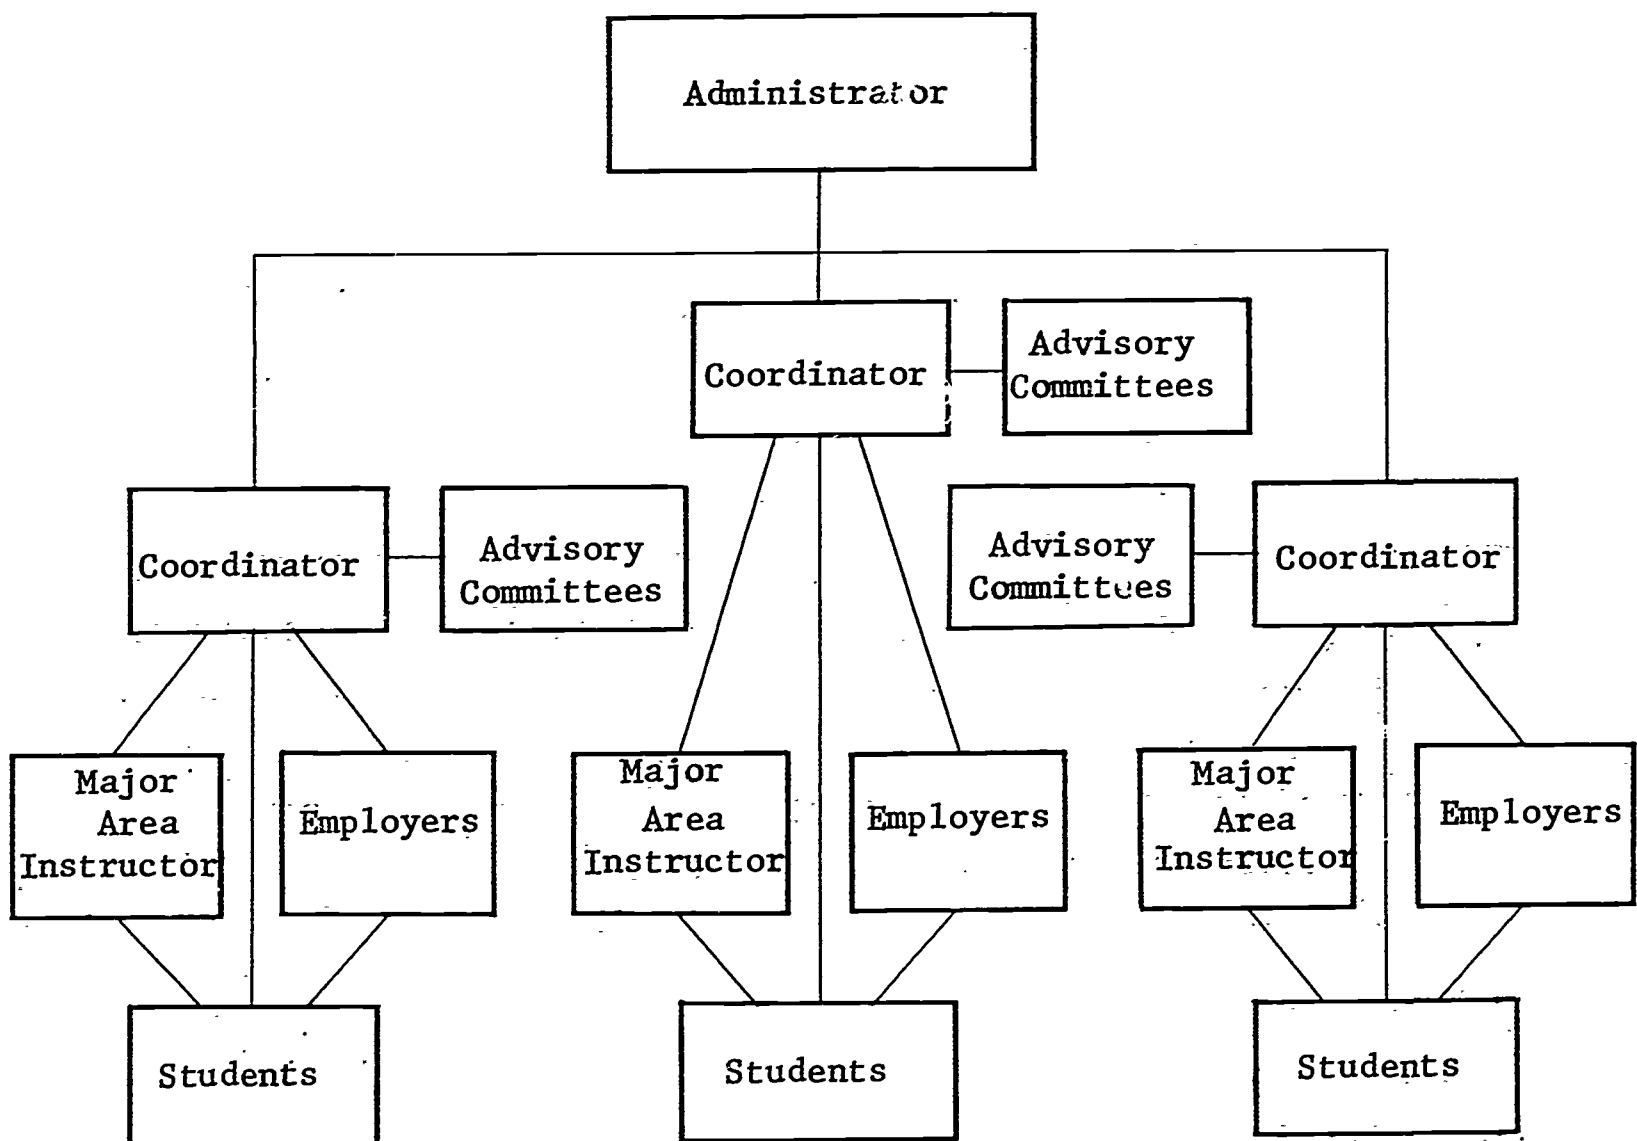 Administrator
Coordinator
Advisory
Committees
Coordinator
Advisory
Committees
Advisory
Committees
Coordinator
Major
Area
Instructor
Employers
Major
Area
Instructor
Employers
Major
Area
Instructor
Employers
Students
Students
Students